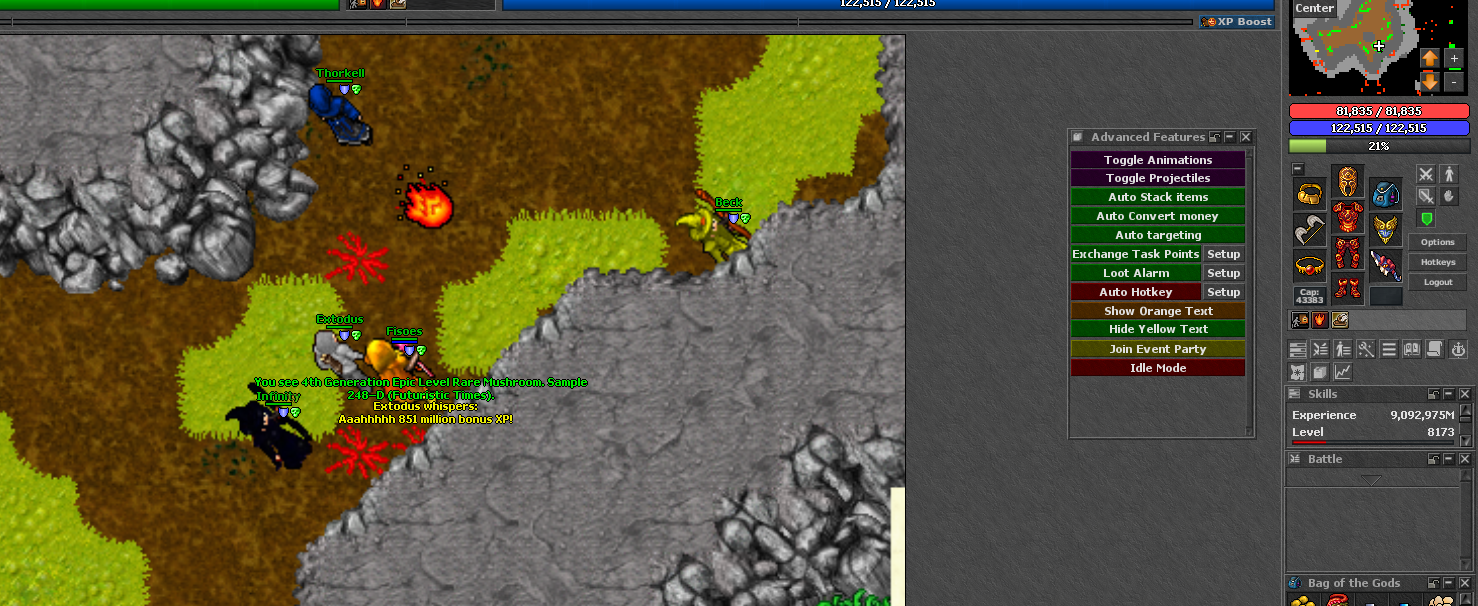 122,515 / 122,515
XP Boost
Center
Thorkell
81,835 / 81,835
122,515 / 122,515
21%
Advanced Features
Toggle Animations
Toggle Projectiles
Auto Stack items
Auto Convert money
Auto targeting
Exchange Task Points Setup
Loot Alarm Setup
Auto Hotkey Setup
Show Orange Text
Hide Yellow Text
Join Event Party
Idle Mode
Beck
Options
Hotkeys
Logout
Cap:
43383
Extodus
Fisoes
You see 4th Generation Epic Level Rare Mushroom. Sample
248-D (Futuristic Times).
Infinity
Extodus whispers:
Aaahhhhh 851 million bonus XP!
Skills
Experience 9,092,975M
Level 8173
Battle
Bag of the Gods